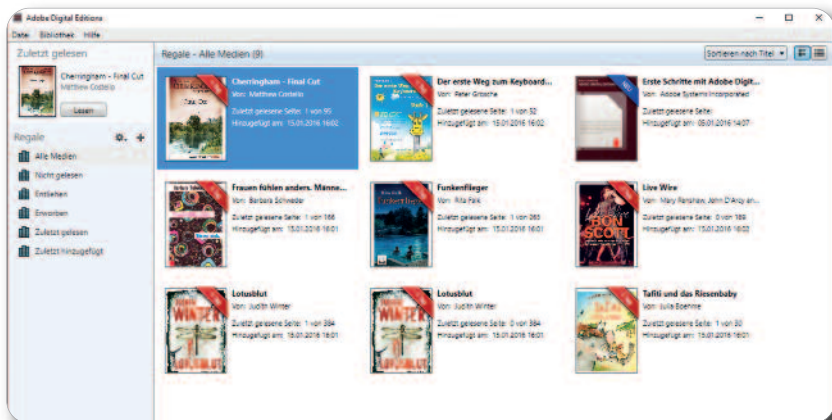 Adobe Digital Editions
Datei Bibliothek Hilfe
Zuletzt gelesen
Cherringham - Final Cut
Matthew Costello
Lesen
Regale
Alle Medien
Nicht gelesen
Entliehen
Erworben
Zuletzt gelesen
Zuletzt hinzugefügt
Regale - Alle Medien (9)
Sortieren nach Titel
Cherringham - Final Cut
Von: Matthew Costello
Zuletzt gelesene Seite: 1 von 95
Hinzugefügt am: 15.01.2016 16:02
Der erste Weg zum Keyboard...
Von: Peter Grosche
Zuletzt gelesene Seite: 1 von 52
Hinzugefügt am: 15.01.2016 16:02
Erste Schritte mit Adobe Digit...
Von: Adobe Systems Incorporated
Zuletzt gelesene Seite:
Hinzugefügt am: 05.01.2016 14:07
Frauen fühlen anders. Männe...
Von: Barbara Schweder
Zuletzt gelesene Seite: 1 von 166
Hinzugefügt am: 15.01.2016 16:01
Funkenflieger
Von: Rita Falk
Zuletzt gelesene Seite: 1 von 265
Hinzugefügt am: 15.01.2016 16:01
BON
SCOTT
Live Wire
Von: Mary Renshaw, John D'Arcy an...
Zuletzt gelesene Seite: 0 von 189
Hinzugefügt am: 15.01.2016 16:02
WINTER
LOTUSBLUT
Lotusblut
Von: Judith Winter
Zuletzt gelesene Seite: 1 von 384
Hinzugefügt am: 15.01.2016 16:01
WINTER
LOTUSBLUT
Lotusblut
Von: Judith Winter
Zuletzt gelesene Seite: 0 von 384
Hinzugefügt am: 15.01.2016 16:01
Tafiti und das Riesenbaby
Von: Julia Boehme
Zuletzt gelesene Seite: 1 von 30
Hinzugefügt am: 15.01.2016 16:01